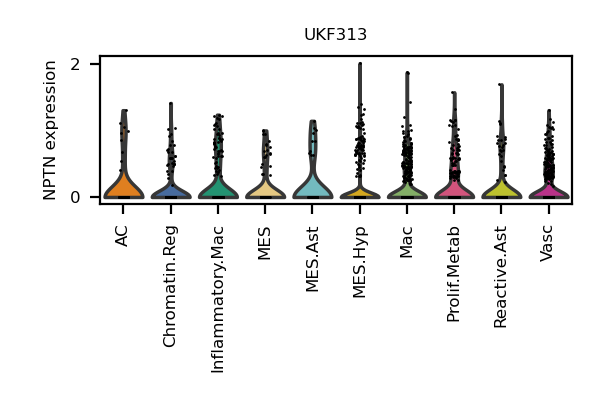 UKF313
NPTN expression
2
0
AC
Chromatin.Reg
Inflammatory.Mac
MES
MES.Ast
MES.Hyp
Mac
Prolif.Metab
Reactive.Ast
Vasc